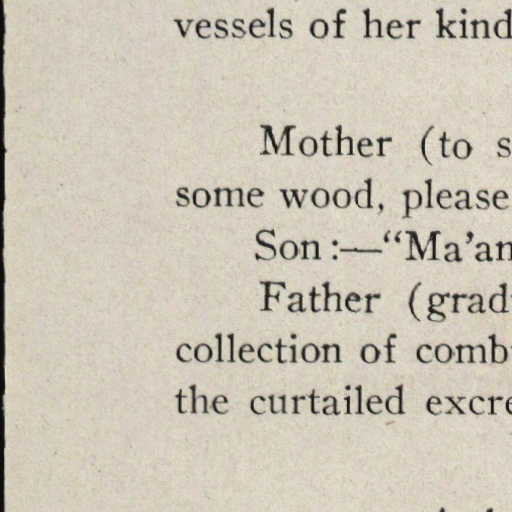 vessels of her kind
Mother (to s
some wood, please
Son:—“Ma’am
Father (grad
collection of comb
the curtailed excre